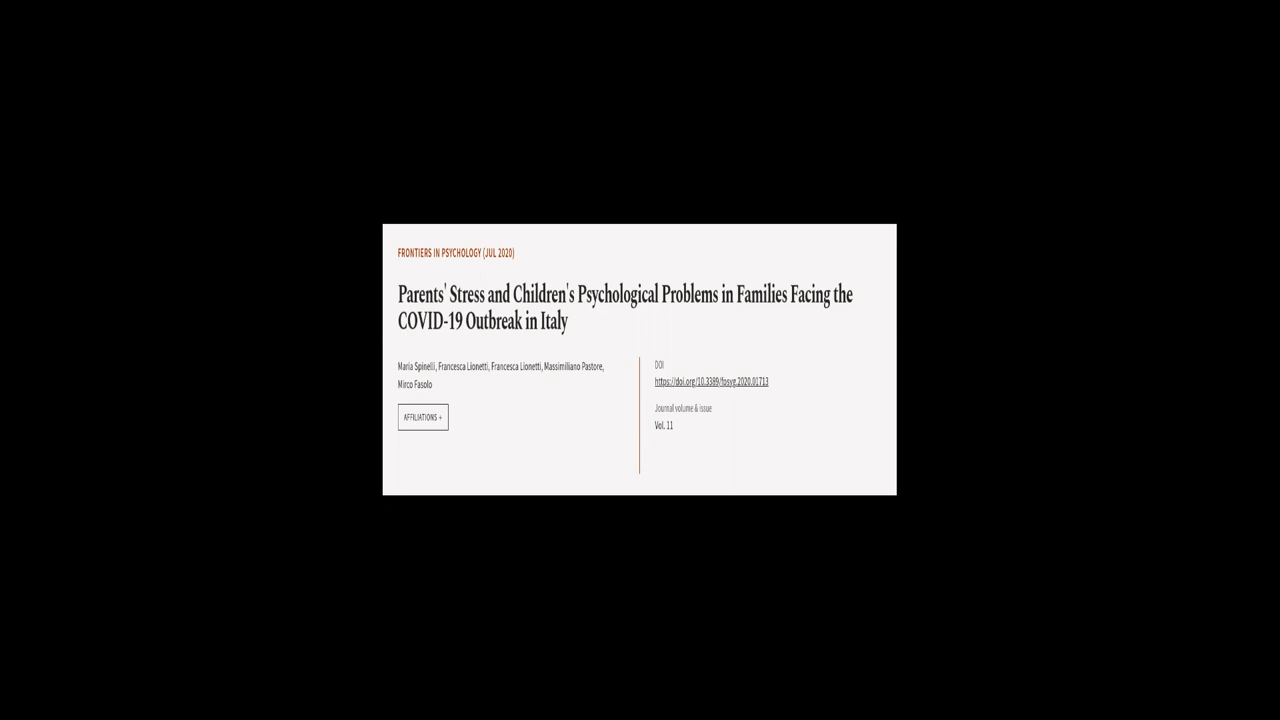 FRONTIERS IN PSYCHOLOGY (JUL 2020)
Parents' Stress and Children's Psychological Problems in Families Facing the
COVID-19 Outbreak in Italy
Maria Spinelli, Francesca Lionetti, Francesca Lionetti, Massimiliano Pastore,
Mirco Fasolo
AFFILIATIONS +
DOI
https://doi.org/10.3389/fpsyg.2020.01713
Journal volume & issue
Vol. 11